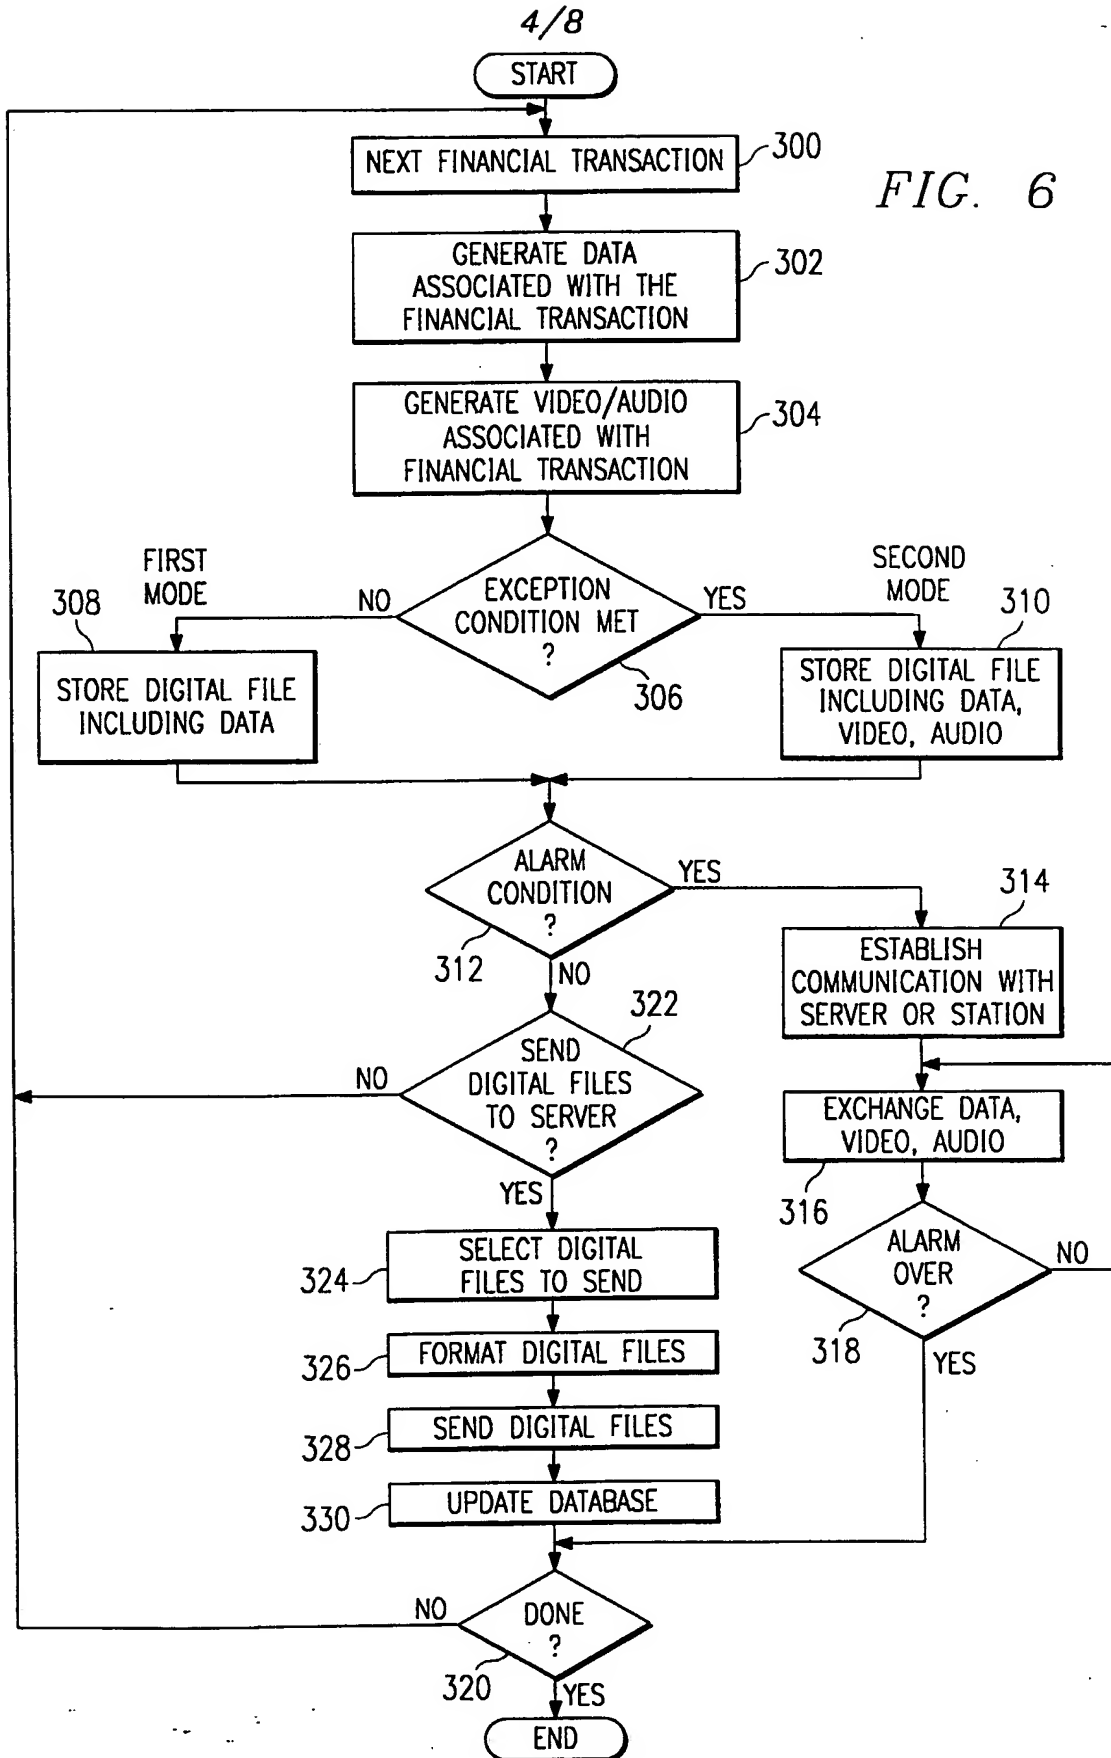 4/8
START
NEXT FINANCIAL TRANSACTION
300
FIG. 6
GENERATE DATA
ASSOCIATED WITH THE
FINANCIAL TRANSACTION
302
GENERATE VIDEO/AUDIO
ASSOCIATED WITH
FINANCIAL TRANSACTION
304
FIRST
MODE
NO
EXCEPTION
CONDITION MET
?
306
YES
SECOND
MODE
308
STORE DIGITAL FILE
INCLUDING DATA
310
STORE DIGITAL FILE
INCLUDING DATA,
VIDEO, AUDIO
ALARM
CONDITION
?
312
YES
NO
314
ESTABLISH
COMMUNICATION WITH
SERVER OR STATION
322
SEND
DIGITAL FILES
TO SERVER
?
NO
YES
EXCHANGE DATA,
VIDEO, AUDIO
316
ALARM
OVER
?
318
NO
YES
SELECT DIGITAL
FILES TO SEND
324
FORMAT DIGITAL FILES
326
SEND DIGITAL FILES
328
UPDATE DATABASE
330
NO
DONE
?
320
YES
END